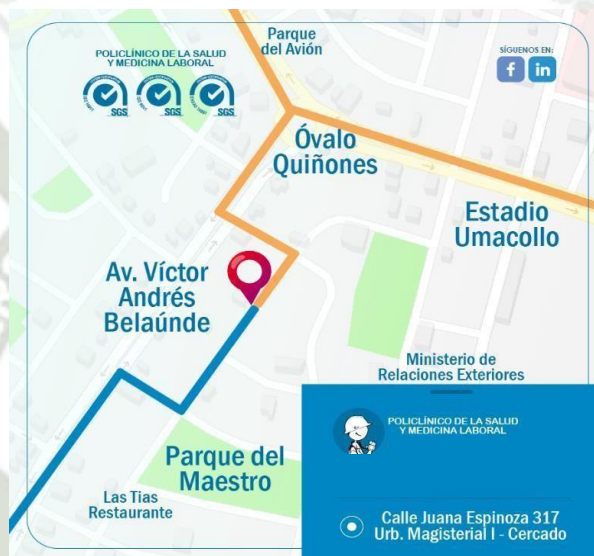 Parque
del Avión
POLICLÍNICO DE LA SALUD
Y MEDICINA LABORAL
SGS
SGS
SGS
SÍGUENOS EN:
f
in
Óvalo
Quiñones
Estadio
Umacollo
Av. Víctor
Andrés
Belaúnde
Ministerio de
Relaciones Exteriores
POLICLÍNICO DE LA SALUD
Y MEDICINA LABORAL
Parque del
Maestro
Las Tias
Restaurante
Calle Juana Espinoza 317
Urb. Magisterial I - Cercado